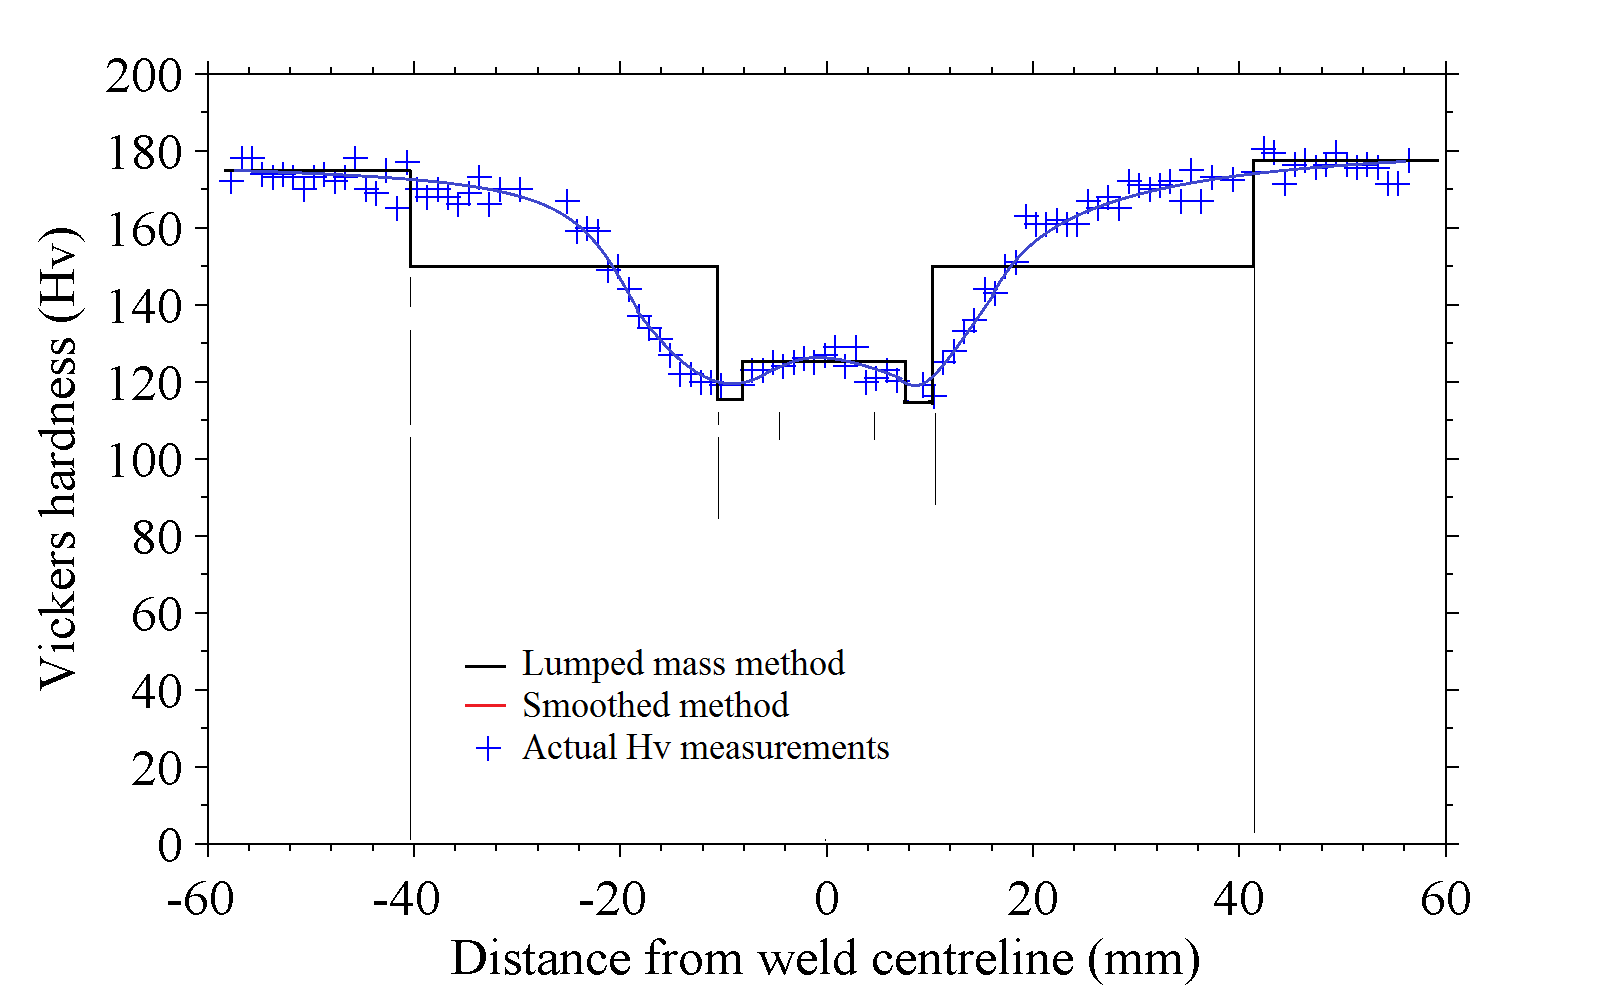 200
180
160
140
120
100
80
60
40
20
0
Vickers hardness (Hv)
Lumped mass method
Smoothed method
Actual Hv measurements
-60 -40 -20 0 20 40 60
Distance from weld centreline (mm)